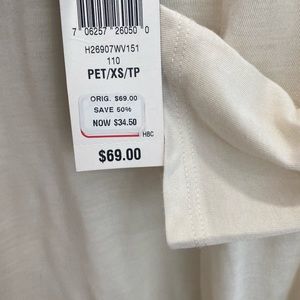 7 06257 26050 0
H26907WV151
110
PET/XS/TP
ORIG. $69.00
SAVE 50%
NOW $34.50
HBC
$69.00